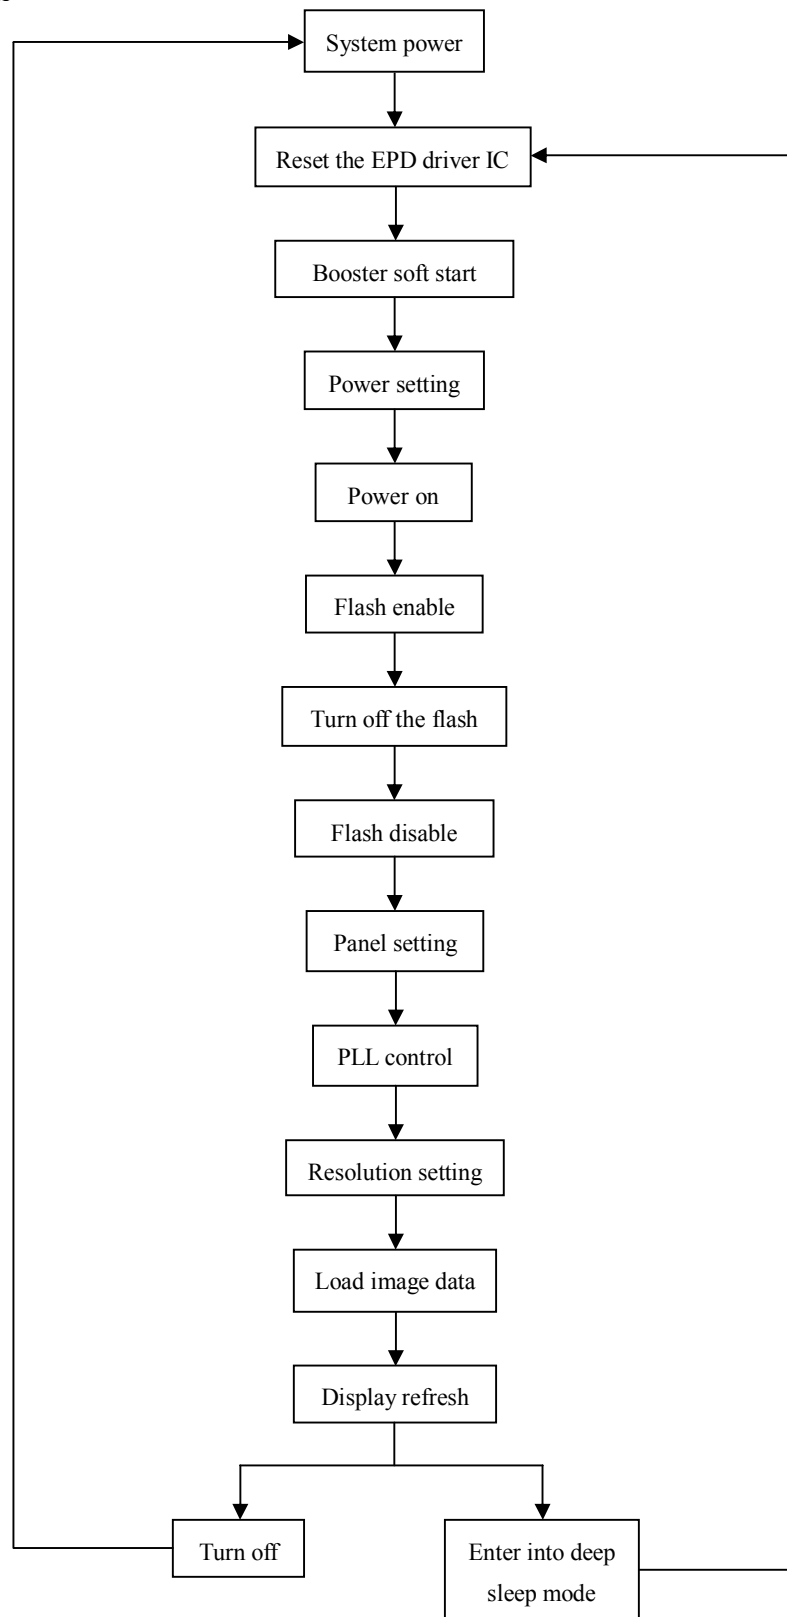 System power
Reset the EPD driver IC
Booster soft start
Power setting
Power on
Flash enable
Turn off the flash
Flash disable
Panel setting
PLL control
Resolution setting
Load image data
Display refresh
Turn off
Enter into deep
sleep mode